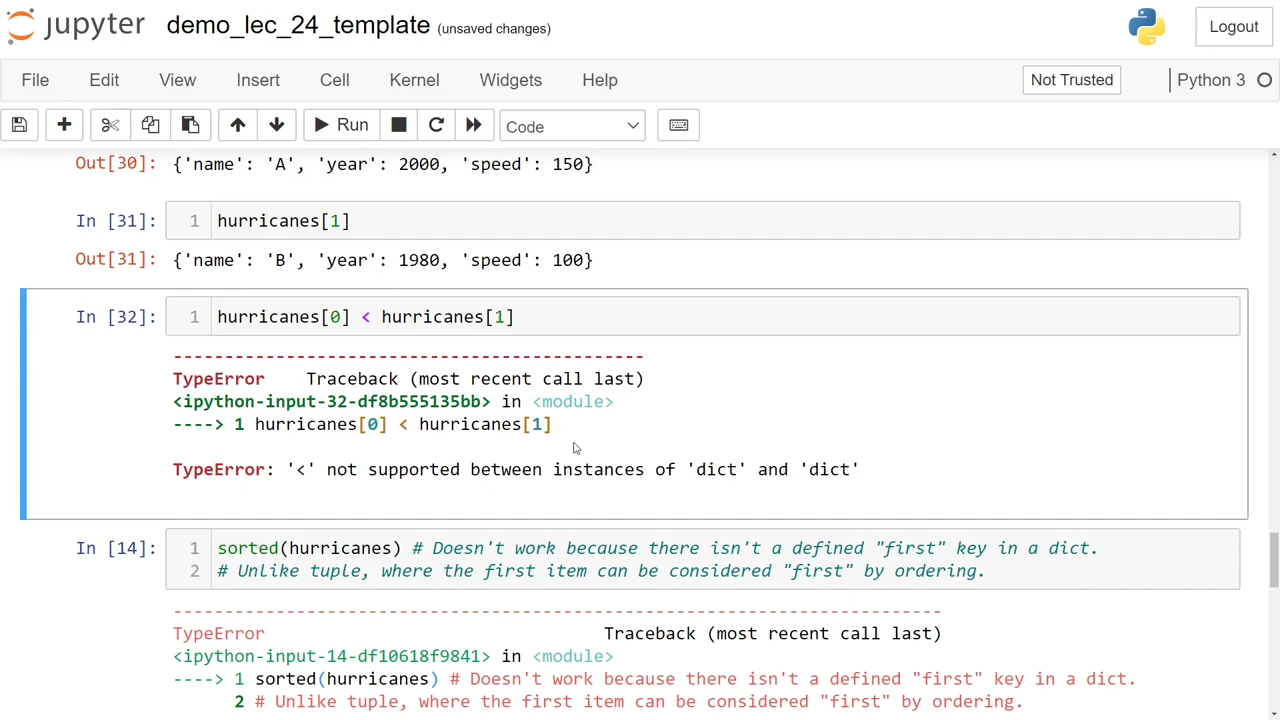 jupyter demo_lec_24_template (unsaved changes) Logout
File Edit View Insert Cell Kernel Widgets Help Not Trusted Python 3
Run Code
Out[30]: {'name': 'A', 'year': 2000, 'speed': 150}
In [31]: 1 hurricanes[1]
Out[31]: {'name': 'B', 'year': 1980, 'speed': 100}
In [32]: 1 hurricanes[0] < hurricanes[1]
-------------------------------------------
TypeError Traceback (most recent call last)
<ipython-input-32-df8b555135bb> in <module>
----> 1 hurricanes[0] < hurricanes[1]
TypeError: '<' not supported between instances of 'dict' and 'dict'
In [14]: 1 sorted(hurricanes) # Doesn't work because there isn't a defined "first" key in a dict.
2 # Unlike tuple, where the first item can be considered "first" by ordering.
---------------------------------------------------------------------------
TypeError Traceback (most recent call last)
<ipython-input-14-df10618f9841> in <module>
----> 1 sorted(hurricanes) # Doesn't work because there isn't a defined "first" key in a dict.
2 # Unlike tuple, where the first item can be considered "first" by ordering.